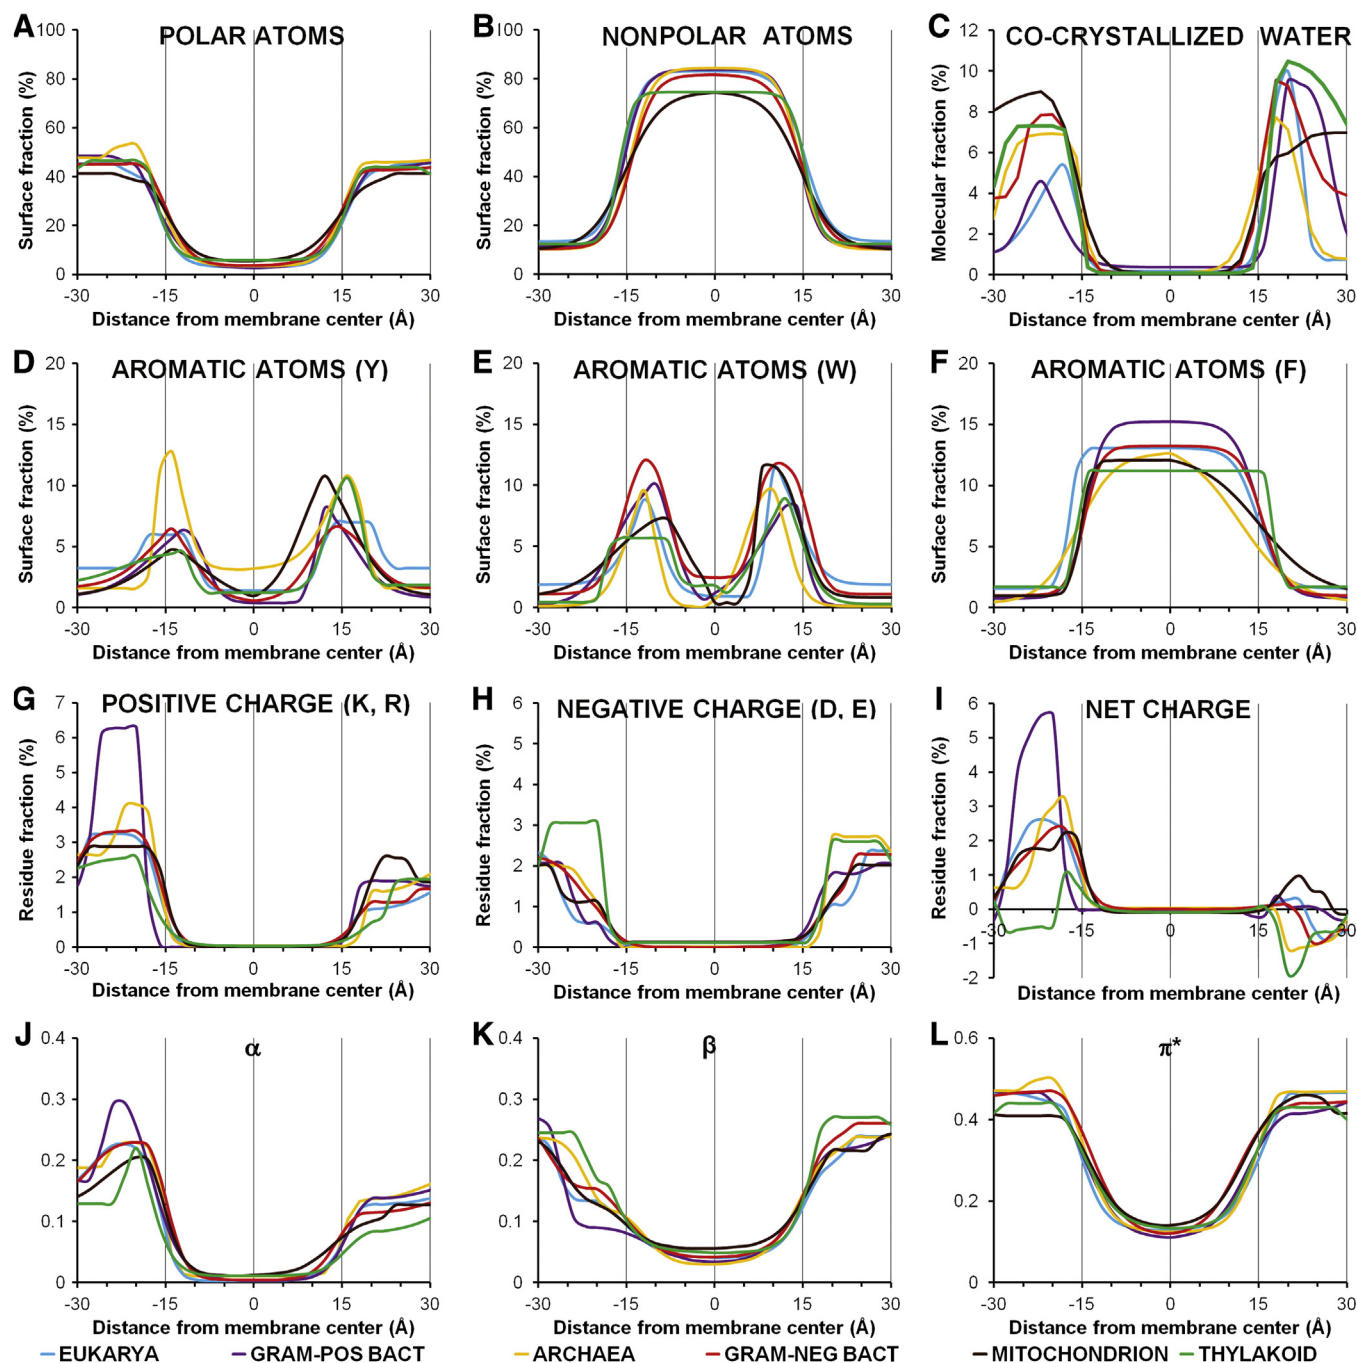 A POLAR ATOMS
Surface fraction (%)
100
80
60
40
20
0
-30 -15 0 15 30
Distance from membrane center (Å)
B NONPOLAR ATOMS
Surface fraction (%)
100
80
60
40
20
0
-30 -15 0 15 30
Distance from membrane center (Å)
C CO-CRYSTALLIZED WATER
Molecular fraction (%)
12
10
8
6
4
2
0
-30 -15 0 15 30
Distance from membrane center (Å)
D AROMATIC ATOMS (Y)
Surface fraction (%)
20
15
10
5
0
-30 -15 0 15 30
Distance from membrane center (Å)
E AROMATIC ATOMS (W)
Surface fraction (%)
20
15
10
5
0
-30 -15 0 15 30
Distance from membrane center (Å)
F AROMATIC ATOMS (F)
Surface fraction (%)
20
15
10
5
0
-30 -15 0 15 30
Distance from membrane center (Å)
G POSITIVE CHARGE (K, R)
Residue fraction (%)
7
6
5
4
3
2
1
0
-30 -15 0 15 30
Distance from membrane center (Å)
H NEGATIVE CHARGE (D, E)
Residue fraction (%)
6
5
4
3
2
1
0
-30 -15 0 15 30
Distance from membrane center (Å)
I NET CHARGE
Residue fraction (%)
6
5
4
3
2
1
0
-1
-2
-30 -15 0 15 30
Distance from membrane center (Å)
J α
0.4
0.3
0.2
0.1
0
-30 -15 0 15 30
Distance from membrane center (Å)
K β
0.4
0.3
0.2
0.1
0
-30 -15 0 15 30
Distance from membrane center (Å)
L π*
0.6
0.4
0.2
0
-30 -15 0 15 30
Distance from membrane center (Å)
EUKARYA GRAM-POS BACT ARCHAEA GRAM-NEG BACT MITOCHONDRION THYLAKOID